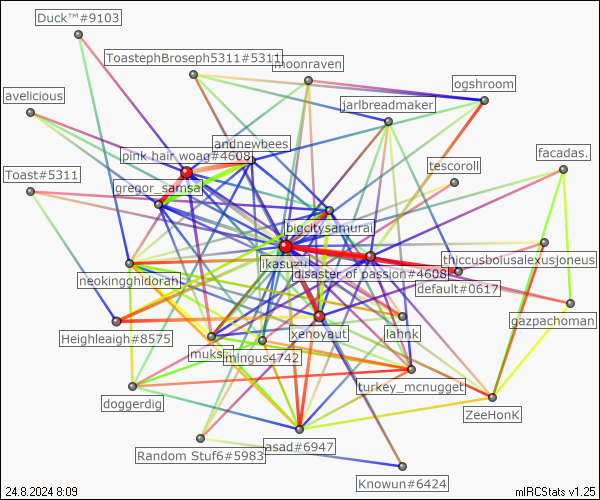 Duck™#9103
ToastephBroseph5311#5311
moonraven
ogshroom
avelicious
jarlbreadmaker
andnewbees
pink hair woag#4608
tescoroll
facadas.
Toast#5311
gregor_samsa
bigcitysamurai
thiccusboiusalexusjoneus
ikasuzu
disaster of passion#4608
default#0617
neokinghidorah
gazpachoman
Heighleaigh#8575
xenovaut
lahnk
muks
mingus4742
turkey_mcnugget
doggerdig
ZeeHonK
asad#6947
Random Stuf6#5983
Knowun#6424
24.8.2024 8:09
mIRCStats v1.25